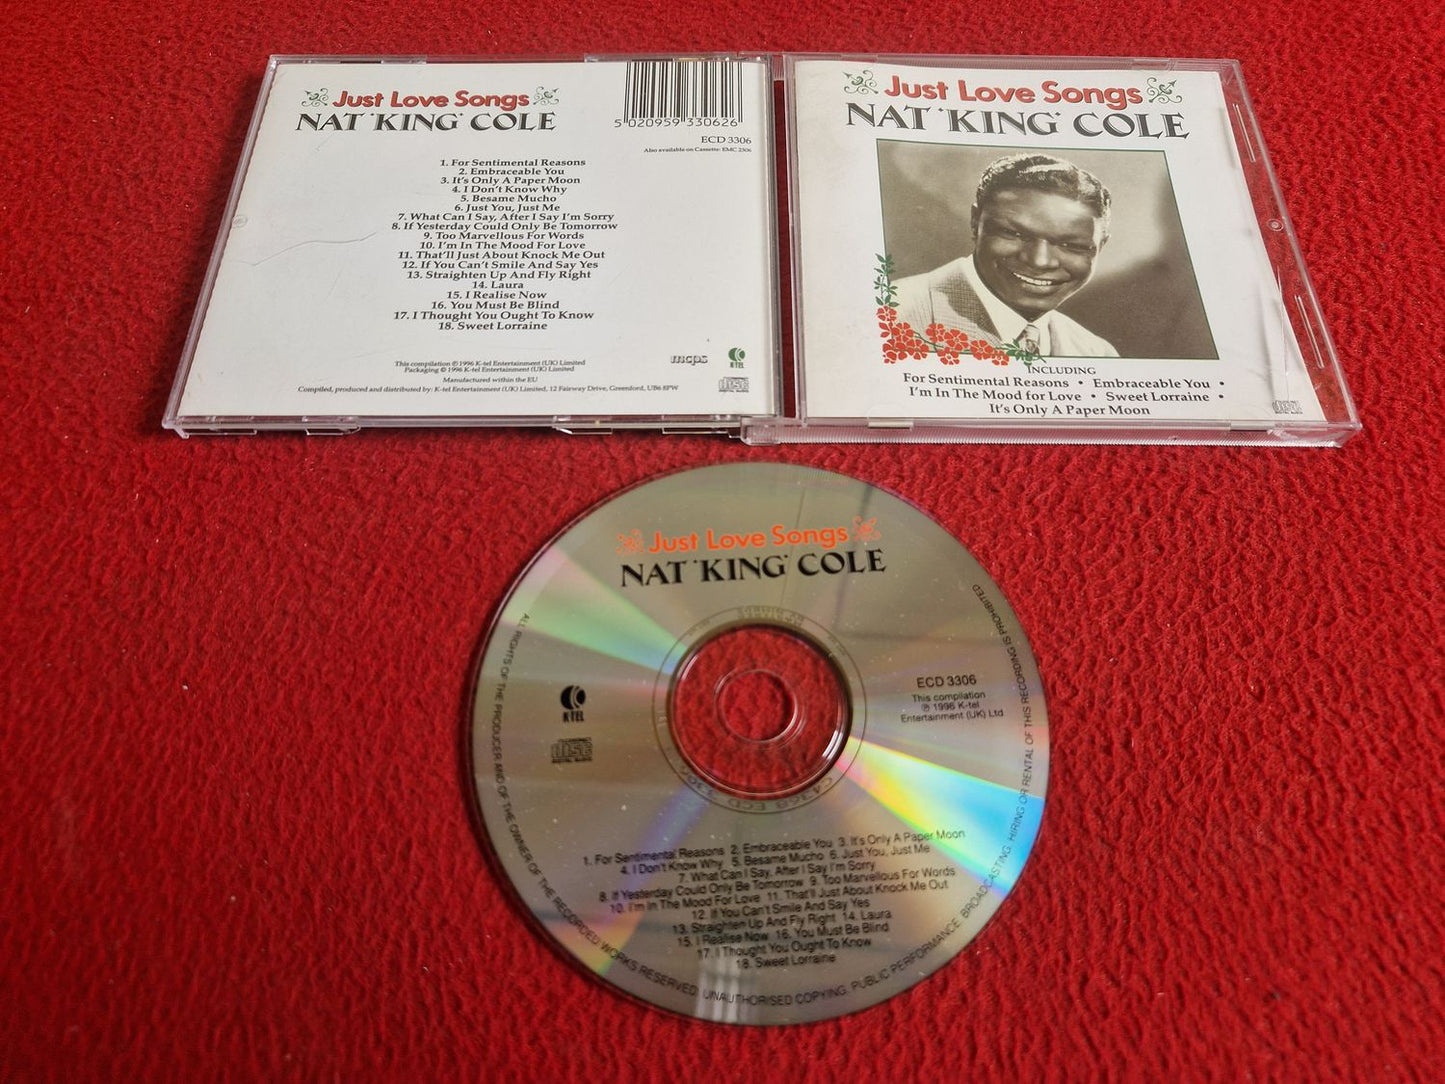 Just Love Songs
NAT 'KING' COLE
5 020959 330626
ECD 3306
Also available on Cassette: EMC 2306
1. For Sentimental Reasons
2. Embraceable You
3. It's Only A Paper Moon
4. I Don't Know Why
5. Besame Mucho
6. Just You, Just Me
7. What Can I Say, After I Say I'm Sorry
8. If Yesterday Could Only Be Tomorrow
9. Too Marvellous For Words
10. I'm In The Mood For Love
11. That'll Just About Knock Me Out
12. If You Can't Smile And Say Yes
13. Straighten Up And Fly Right
14. Laura
15. I Realise Now
16. You Must Be Blind
17. I Thought You Ought To Know
18. Sweet Lorraine
This compilation ℗ 1996 K-tel Entertainment (UK) Limited
Packaging © 1996 K-tel Entertainment (UK) Limited
Manufactured within the EU
Compiled, produced and distributed by: K-tel Entertainment (UK) Limited, 12 Fairway Drive, Greenford, UB6 8PW
mcps
K-TEL
disc
DIGITAL AUDIO
Just Love Songs
NAT 'KING' COLE
INCLUDING
For Sentimental Reasons • Embraceable You •
I'm In The Mood for Love • Sweet Lorraine •
It's Only A Paper Moon
disc
Just Love Songs
NAT 'KING' COLE
K-TEL
disc
DIGITAL AUDIO
ECD 3306
This compilation
℗ 1996 K-tel
Entertainment (UK) Ltd
C4368 ECD 3306
1. For Sentimental Reasons 2. Embraceable You 3. It's Only A Paper Moon
4. I Don't Know Why 5. Besame Mucho 6. Just You, Just Me
7. What Can I Say, After I Say I'm Sorry
8. If Yesterday Could Only Be Tomorrow 9. Too Marvellous For Words
10. I'm In The Mood For Love 11. That'll Just About Knock Me Out
12. If You Can't Smile And Say Yes
13. Straighten Up And Fly Right 14. Laura
15. I Realise Now 16. You Must Be Blind
17. I Thought You Ought To Know
18. Sweet Lorraine
ALL RIGHTS OF THE PRODUCER AND OF THE OWNER OF THE RECORDED WORKS RESERVED. UNAUTHORISED COPYING, PUBLIC PERFORMANCE, BROADCASTING, HIRING OR RENTAL OF THIS RECORDING IS PROHIBITED